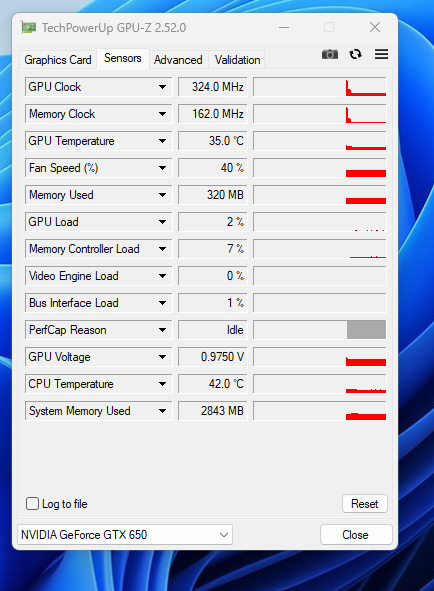 TechPowerUp GPU-Z 2.52.0
Graphics Card Sensors Advanced Validation
GPU Clock 324.0 MHz
Memory Clock 162.0 MHz
GPU Temperature 35.0 °C
Fan Speed (%) 40 %
Memory Used 320 MB
GPU Load 2 %
Memory Controller Load 7 %
Video Engine Load 0 %
Bus Interface Load 1 %
PerfCap Reason Idle
GPU Voltage 0.9750 V
CPU Temperature 42.0 °C
System Memory Used 2843 MB
Log to file Reset
NVIDIA GeForce GTX 650 Close